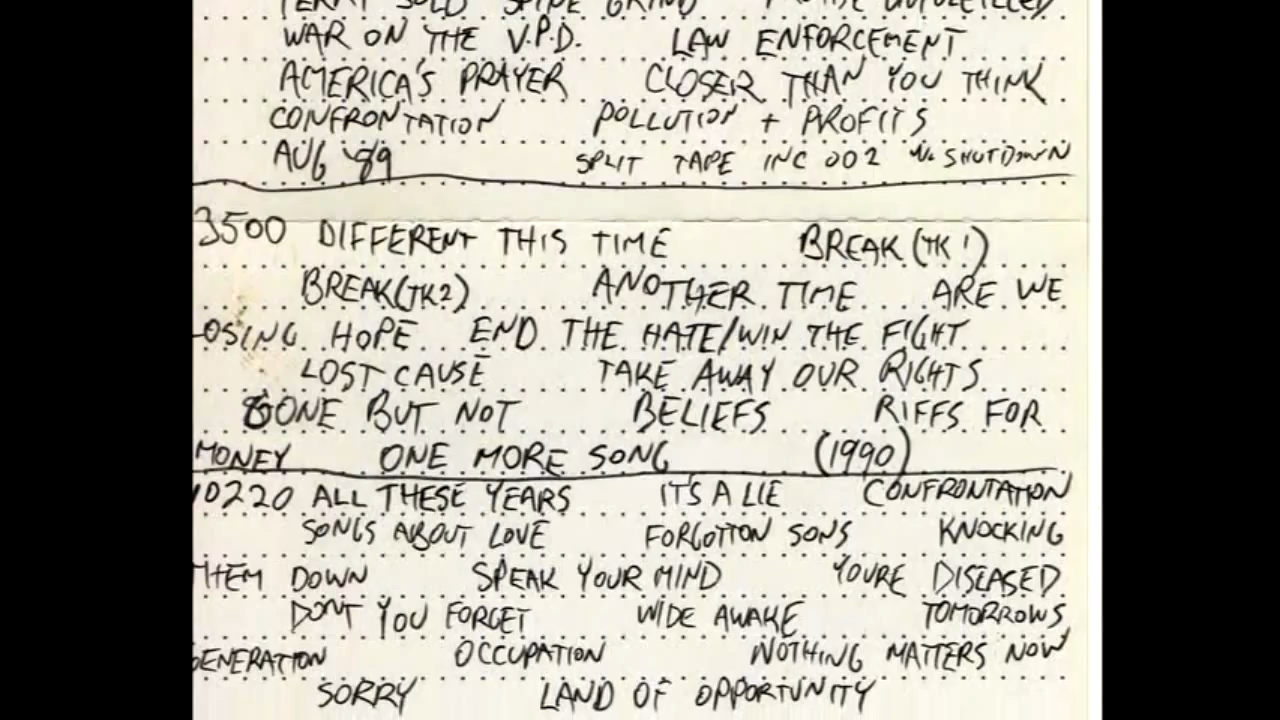 WAR ON THE V.P.D. LAW ENFORCEMENT
AMERICA'S PRAYER CLOSER THAN YOU THINK
CONFRONTATION POLLUTION + PROFITS
AUG '89 SPLIT TAPE INC 002 W. SHUTDOWN
3500 DIFFERENT THIS TIME BREAK (TK 1)
BREAK (TK2) ANOTHER TIME ARE WE
LOSING HOPE END THE HATE/WIN THE FIGHT
LOST CAUSE TAKE AWAY OUR RIGHTS
GONE BUT NOT BELIEFS RIFFS FOR
MONEY ONE MORE SONG (1990)
10220 ALL THESE YEARS IT'S A LIE CONFRONTATION
SONGS ABOUT LOVE FORGOTTON SONS KNOCKING
THEM DOWN SPEAK YOUR MIND YOURE DISEASED
DON'T YOU FORGET WIDE AWAKE TOMORROWS
GENERATION OCCUPATION NOTHING MATTERS NOW
SORRY LAND OF OPPORTUNITY